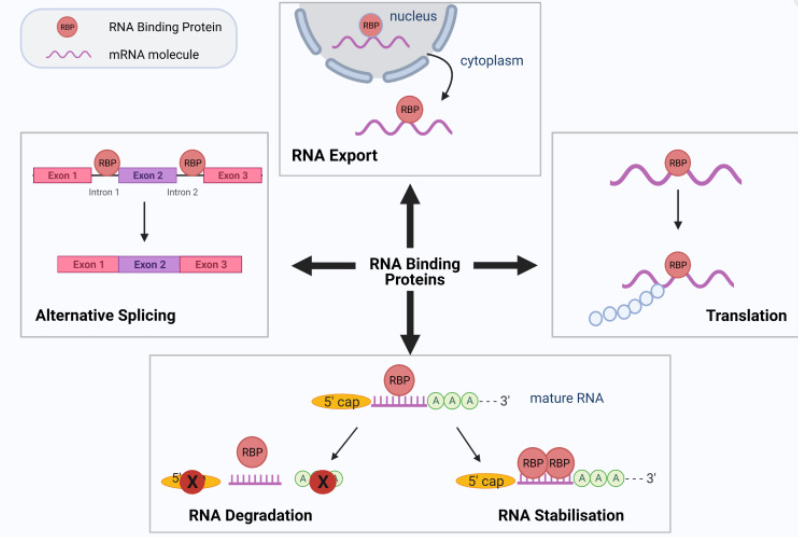 RBP RNA Binding Protein
mRNA molecule
RBP nucleus
cytoplasm
RBP
RNA Export
RBP RBP
Exon 1 Exon 2 Exon 3
Intron 1 Intron 2
Exon 1 Exon 2 Exon 3
Alternative Splicing
RNA Binding
Proteins
RBP
RBP
Translation
RBP
5' cap A A A - - - 3' mature RNA
RBP
5' X A X
RNA Degradation
RBP RBP
5' cap A A A - - - 3'
RNA Stabilisation